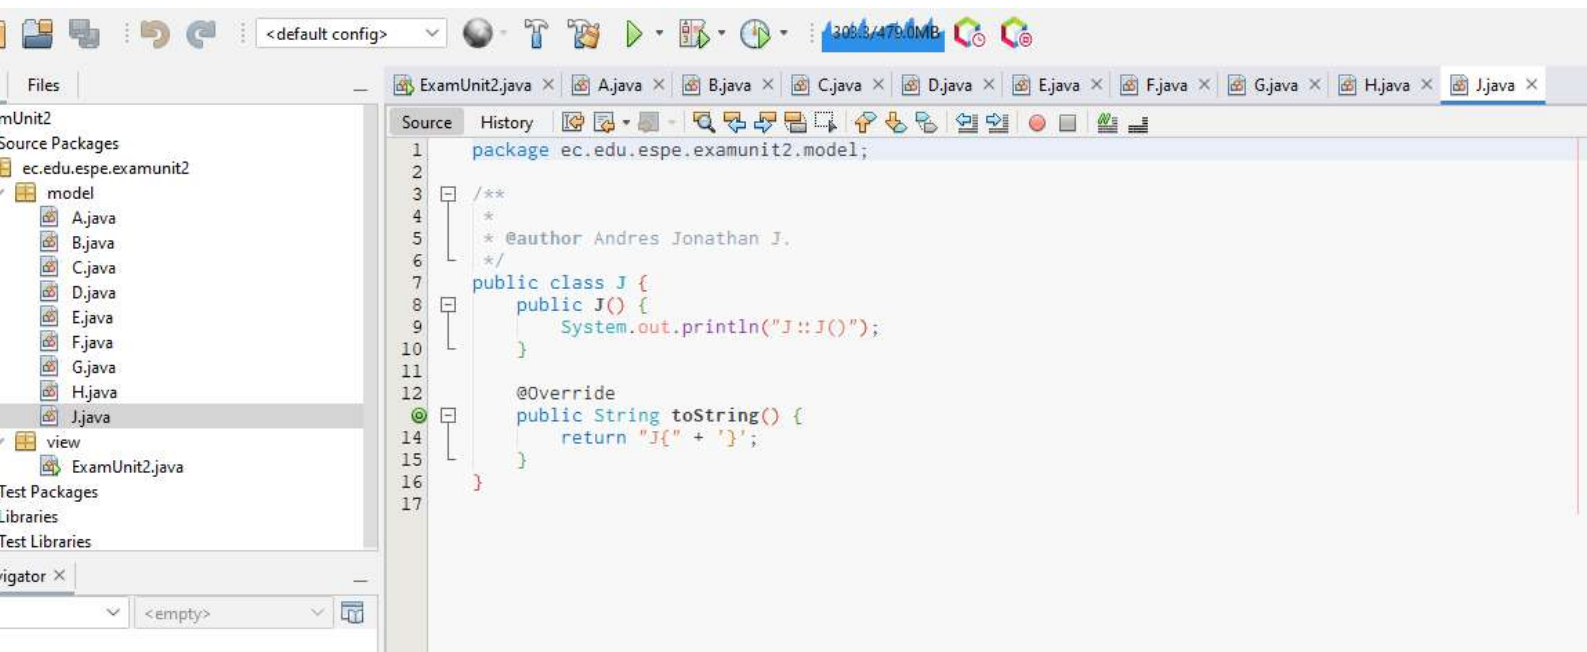 <default config>
308.3/479.0MB
Files
ExamUnit2.java
A.java
B.java
C.java
D.java
E.java
F.java
G.java
H.java
J.java
mUnit2
Source Packages
ec.edu.espe.examunit2
model
A.java
B.java
C.java
D.java
E.java
F.java
G.java
H.java
J.java
view
ExamUnit2.java
Test Packages
Libraries
Test Libraries
vigator
<empty>
Source History
1 package ec.edu.espe.examunit2.model;
2
3 /**
4 *
5 * @author Andres Jonathan J.
6 */
7 public class J {
8 public J() {
9 System.out.println("J::J()");
10 }
11
12 @Override
public String toString() {
14 return "J{" + '}';
15 }
16 }
17